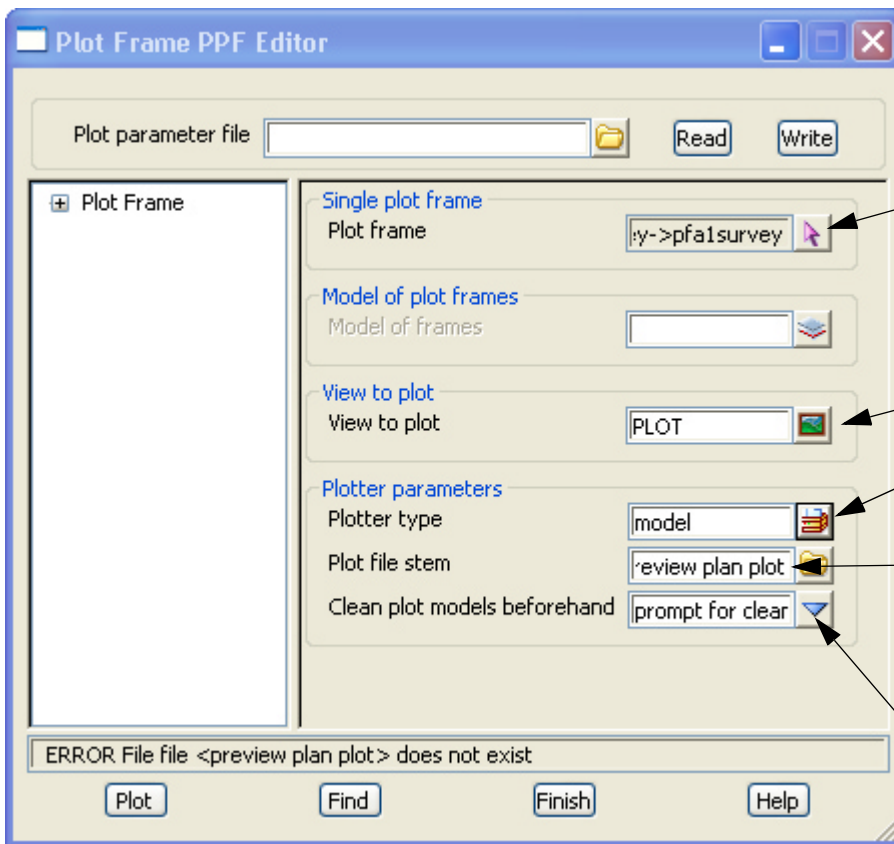 Plot Frame PPF Editor
Plot parameter file Read Write
Plot Frame
Single plot frame
Plot frame y->pfa1survey
Model of plot frames
Model of frames
View to plot
View to plot PLOT
Plotter parameters
Plotter type model
Plot file stem review plan plot
Clean plot models beforehand prompt for clear
ERROR File file <preview plan plot> does not exist
Plot Find Finish Help